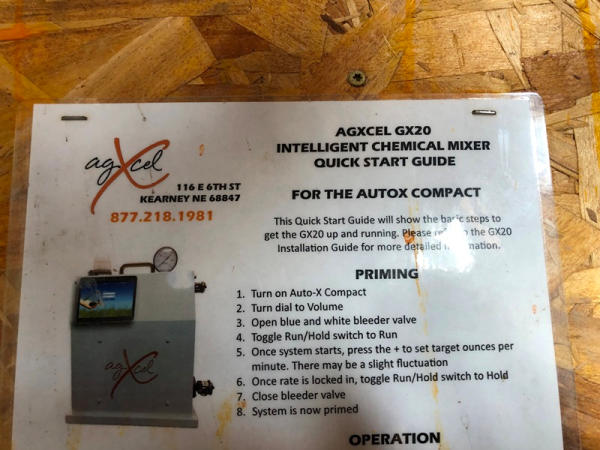 agXcel
116 E 6TH ST
KEARNEY NE 68847
877.218.1981
AGXCEL GX20
INTELLIGENT CHEMICAL MIXER
QUICK START GUIDE
FOR THE AUTOX COMPACT
This Quick Start Guide will show the basic steps to
get the GX20 up and running. Please to the GX20
Installation Guide for more detailed
PRIMING
1. Turn on Auto-X Compact
2. Turn dial to Volume
3. Open blue and white bleeder valve
4. Toggle Run/Hold switch to Run
5. Once system starts, press the + to set target ounces per
minute. There may be a slight fluctuation
6. Once rate is locked in, toggle Run/Hold switch to Hold
7. Close bleeder valve
8. System is now primed
agXcel
OPERATION